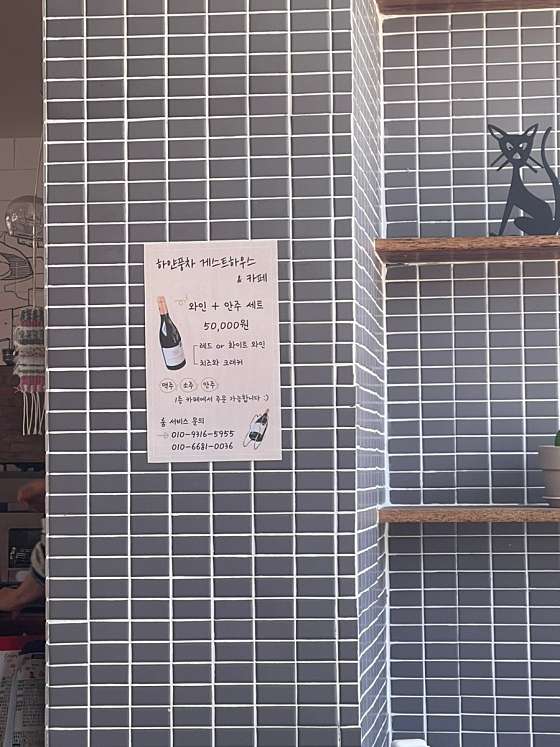 하얀풍차 게스트하우스
& 카페
와인 + 안주 세트
50,000원
레드 or 화이트 와인
치즈와 크래커
맥주 소주 안주
1층 카페에서 주문 가능합니다 :)
룸 서비스 문의
010-9316-5955
010-6681-0036